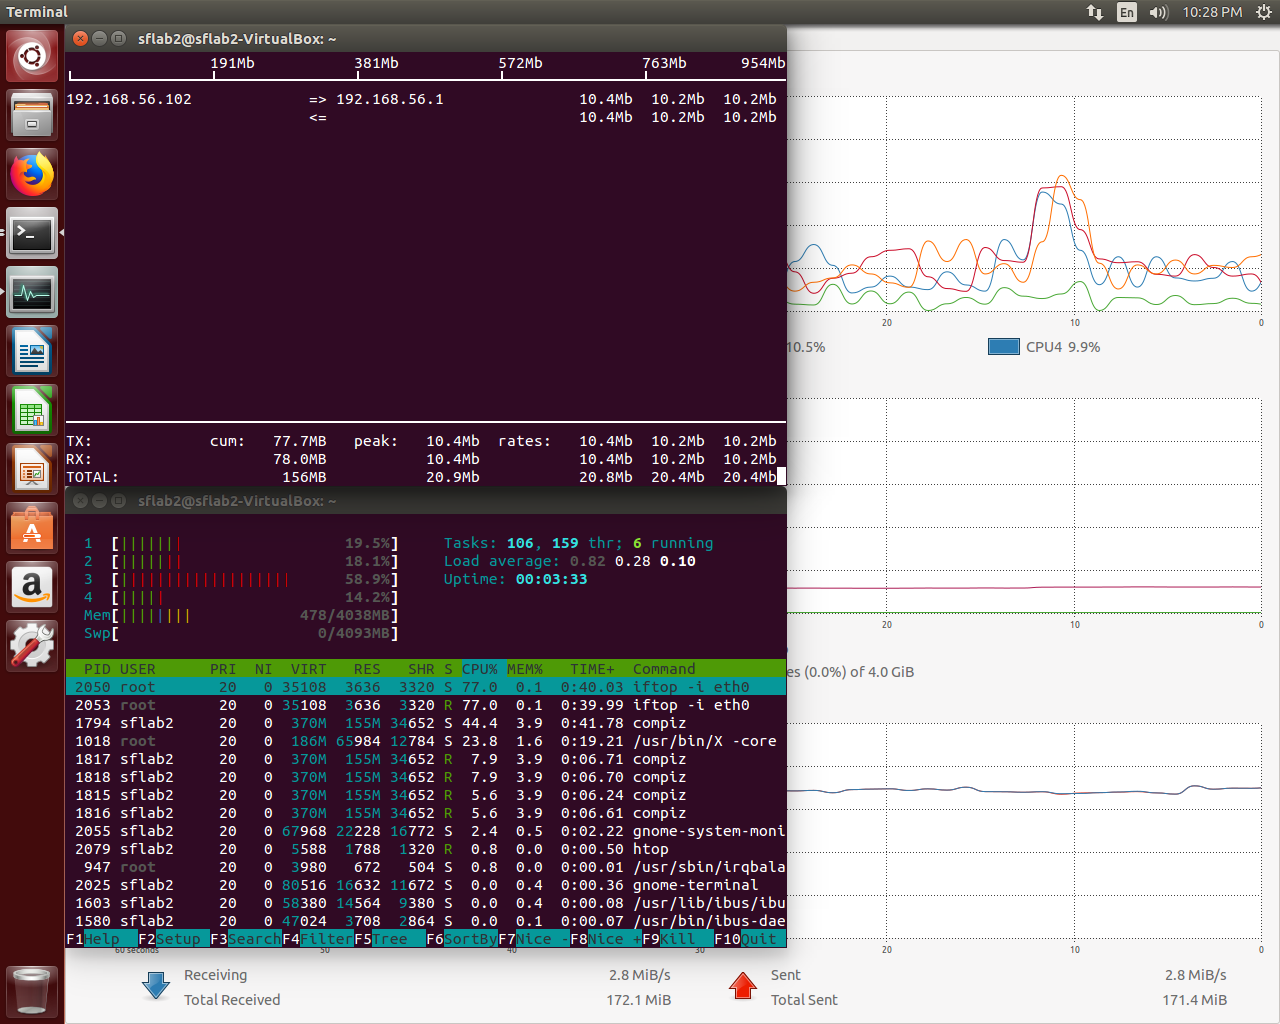 Terminal
En
10:28 PM
sflab2@sflab2-VirtualBox: ~
191Mb 381Mb 572Mb 763Mb 954Mb
192.168.56.102 => 192.168.56.1 10.4Mb 10.2Mb 10.2Mb
<= 10.4Mb 10.2Mb 10.2Mb
TX: cum: 77.7MB peak: 10.4Mb rates: 10.4Mb 10.2Mb 10.2Mb
RX: 78.0MB 10.4Mb 10.4Mb 10.2Mb 10.2Mb
TOTAL: 156MB 20.9Mb 20.8Mb 20.4Mb 20.4Mb
sflab2@sflab2-VirtualBox: ~
1 [||||||| 19.5%] Tasks: 106, 159 thr; 6 running
2 [||||||| 18.1%] Load average: 0.82 0.28 0.10
3 [||||||||||||||||||| 58.9%] Uptime: 00:03:33
4 [||||| 14.2%]
Mem[|||||||| 478/4038MB]
Swp[ 0/4093MB]
PID USER PRI NI VIRT RES SHR S CPU% MEM% TIME+ Command
2050 root 20 0 35108 3636 3320 S 77.0 0.1 0:40.03 iftop -i eth0
2053 root 20 0 35108 3636 3320 R 77.0 0.1 0:39.99 iftop -i eth0
1794 sflab2 20 0 370M 155M 34652 S 44.4 3.9 0:41.78 compiz
1018 root 20 0 186M 65984 12784 S 23.8 1.6 0:19.21 /usr/bin/X -core
1817 sflab2 20 0 370M 155M 34652 R 7.9 3.9 0:06.71 compiz
1818 sflab2 20 0 370M 155M 34652 R 7.9 3.9 0:06.70 compiz
1815 sflab2 20 0 370M 155M 34652 R 5.6 3.9 0:06.24 compiz
1816 sflab2 20 0 370M 155M 34652 R 5.6 3.9 0:06.61 compiz
2055 sflab2 20 0 67968 22228 16772 S 2.4 0.5 0:02.22 gnome-system-moni
2079 sflab2 20 0 5588 1788 1320 R 0.8 0.0 0:00.50 htop
947 root 20 0 3980 672 504 S 0.8 0.0 0:00.01 /usr/sbin/irqbala
2025 sflab2 20 0 80516 16632 11672 S 0.0 0.4 0:00.36 gnome-terminal
1603 sflab2 20 0 58380 14564 9380 S 0.0 0.4 0:00.08 /usr/lib/ibus/ibu
1580 sflab2 20 0 47024 3708 2864 S 0.0 0.1 0:00.07 /usr/bin/ibus-dae
F1Help F2Setup F3SearchF4FilterF5Tree F6SortByF7Nice -F8Nice +F9Kill F10Quit
20 10 0
10.5% CPU4 9.9%
20 10 0
es (0.0%) of 4.0 GiB
60 seconds 50 40 30 20 10 0
Receiving 2.8 MiB/s Sent 2.8 MiB/s
Total Received 172.1 MiB Total Sent 171.4 MiB